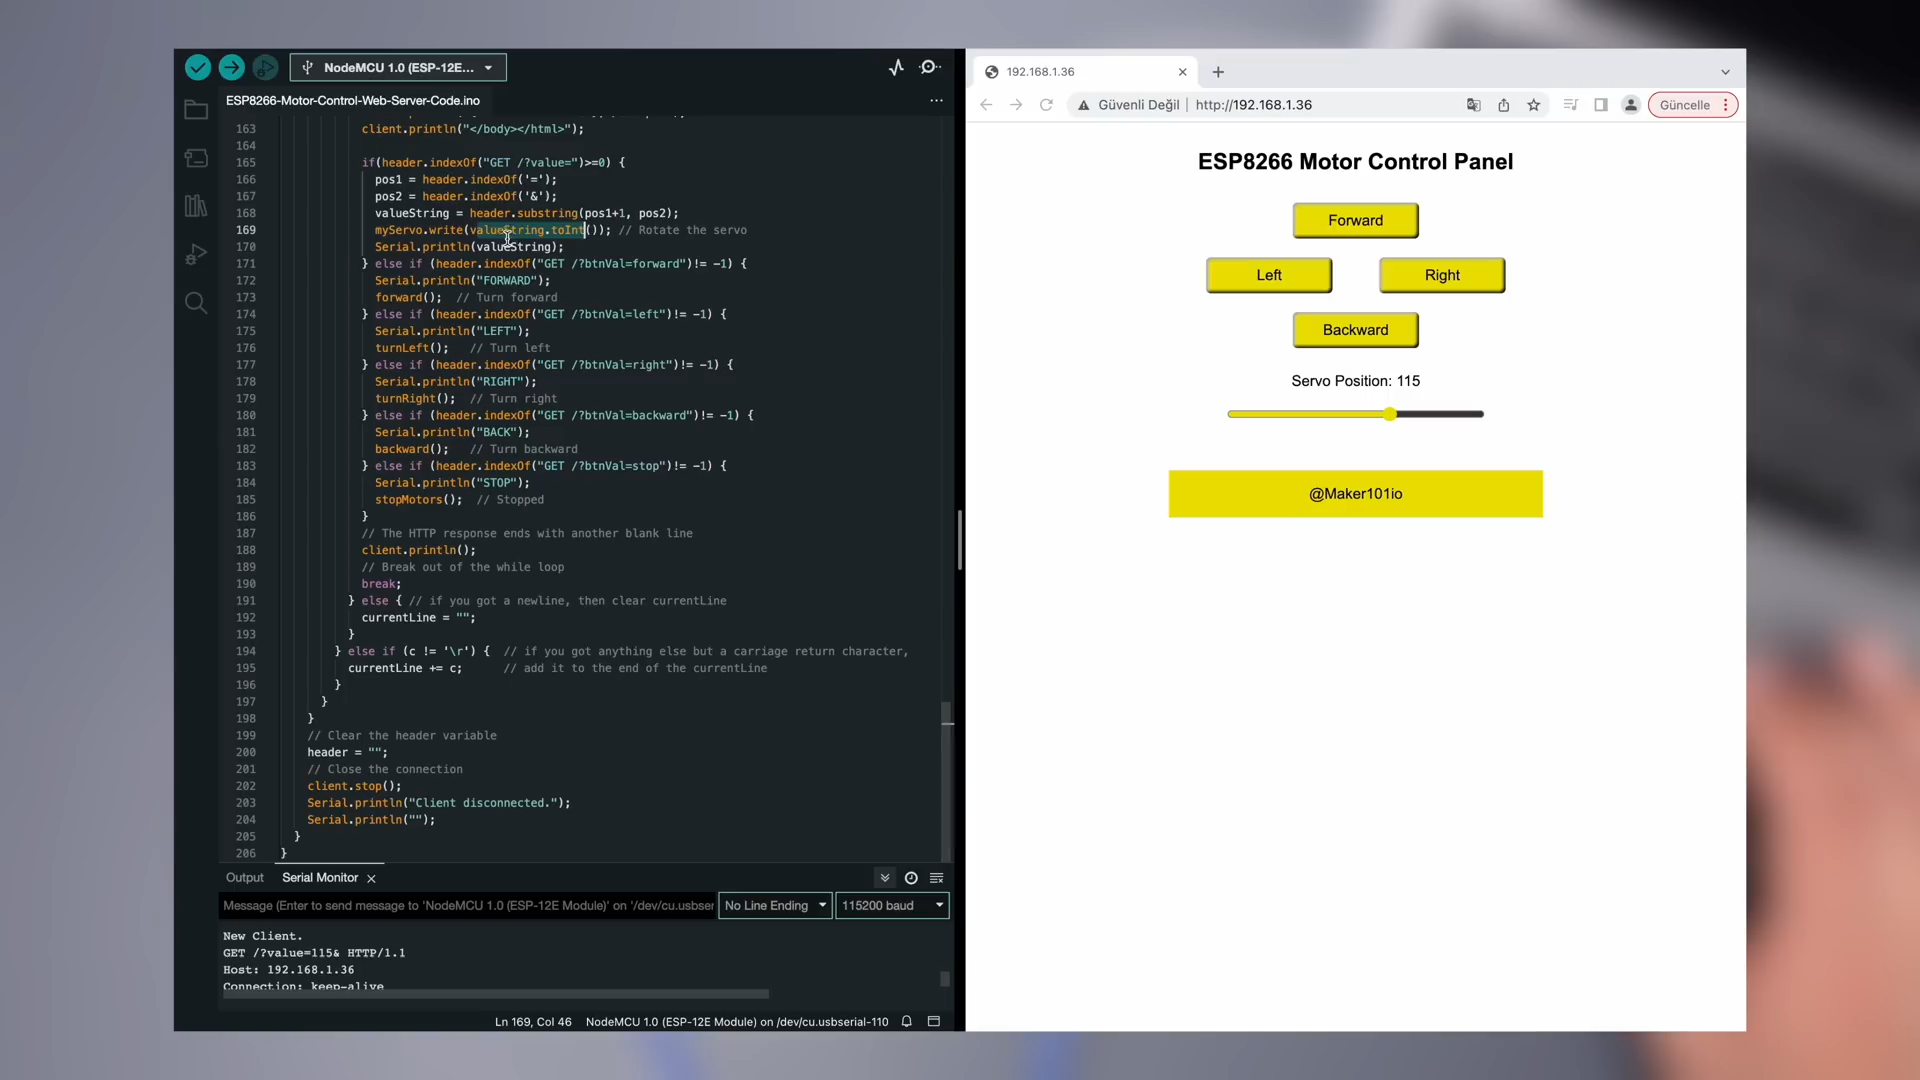 NodeMCU 1.0 (ESP-12E...
ESP8266-Motor-Control-Web-Server-Code.ino
163 client.println("</body></html>");
164
165 if(header.indexOf("GET /?value=")>=0) {
166 pos1 = header.indexOf('=');
167 pos2 = header.indexOf('&');
168 valueString = header.substring(pos1+1, pos2);
169 myServo.write(valueString.toInt()); // Rotate the servo
170 Serial.println(valueString);
171 } else if (header.indexOf("GET /?btnVal=forward")!= -1) {
172 Serial.println("FORWARD");
173 forward(); // Turn forward
174 } else if (header.indexOf("GET /?btnVal=left")!= -1) {
175 Serial.println("LEFT");
176 turnLeft(); // Turn left
177 } else if (header.indexOf("GET /?btnVal=right")!= -1) {
178 Serial.println("RIGHT");
179 turnRight(); // Turn right
180 } else if (header.indexOf("GET /?btnVal=backward")!= -1) {
181 Serial.println("BACK");
182 backward(); // Turn backward
183 } else if (header.indexOf("GET /?btnVal=stop")!= -1) {
184 Serial.println("STOP");
185 stopMotors(); // Stopped
186 }
187 // The HTTP response ends with another blank line
188 client.println();
189 // Break out of the while loop
190 break;
191 } else { // if you got a newline, then clear currentLine
192 currentLine = "";
193 }
194 } else if (c != '\r') { // if you got anything else but a carriage return character,
195 currentLine += c; // add it to the end of the currentLine
196 }
197 }
198 }
199 // Clear the header variable
200 header = "";
201 // Close the connection
202 client.stop();
203 Serial.println("Client disconnected.");
204 Serial.println("");
205 }
206 }
Output Serial Monitor
Message (Enter to send message to 'NodeMCU 1.0 (ESP-12E Module)' on '/dev/cu.usbser No Line Ending 115200 baud
New Client.
GET /?value=115& HTTP/1.1
Host: 192.168.1.36
Connection: keep-alive
Ln 169, Col 46 NodeMCU 1.0 (ESP-12E Module) on /dev/cu.usbserial-110
192.168.1.36
Güvenli Değil | http://192.168.1.36 Güncelle
ESP8266 Motor Control Panel
Forward
Left Right
Backward
Servo Position: 115
@Maker101io